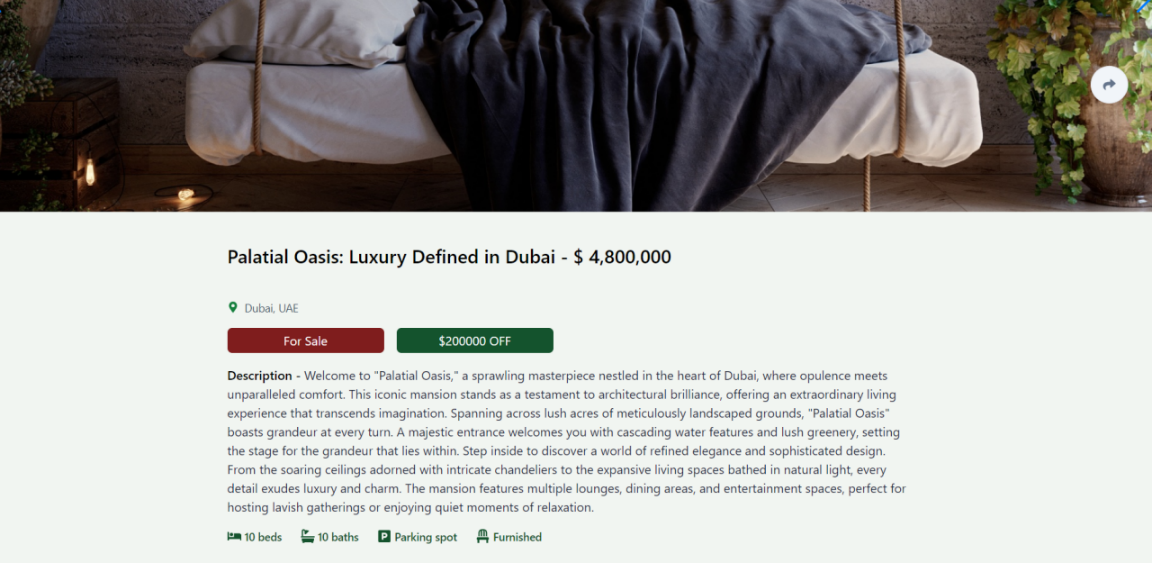 Palatial Oasis: Luxury Defined in Dubai - $ 4,800,000
Dubai, UAE
For Sale
$200000 OFF
Description - Welcome to "Palatial Oasis," a sprawling masterpiece nestled in the heart of Dubai, where opulence meets
unparalleled comfort. This iconic mansion stands as a testament to architectural brilliance, offering an extraordinary living
experience that transcends imagination. Spanning across lush acres of meticulously landscaped grounds, "Palatial Oasis"
boasts grandeur at every turn. A majestic entrance welcomes you with cascading water features and lush greenery, setting
the stage for the grandeur that lies within. Step inside to discover a world of refined elegance and sophisticated design.
From the soaring ceilings adorned with intricate chandeliers to the expansive living spaces bathed in natural light, every
detail exudes luxury and charm. The mansion features multiple lounges, dining areas, and entertainment spaces, perfect for
hosting lavish gatherings or enjoying quiet moments of relaxation.
10 beds 10 baths P Parking spot Furnished